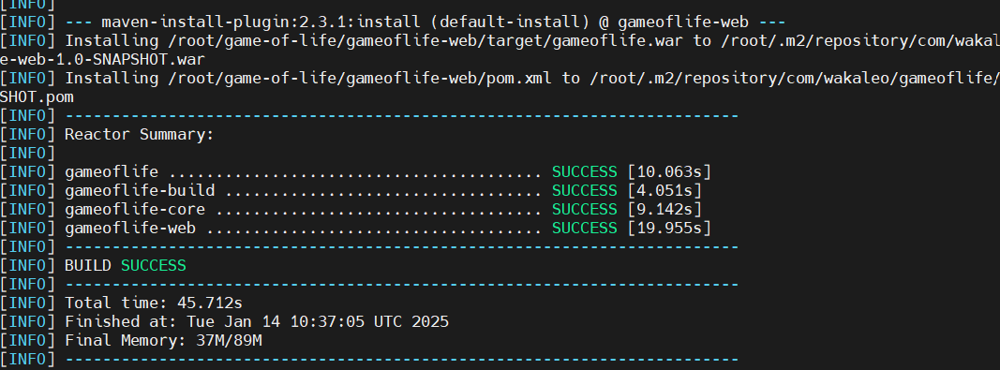 [INFO]
[INFO] --- maven-install-plugin:2.3.1:install (default-install) @ gameoflife-web ---
[INFO] Installing /root/game-of-life/gameoflife-web/target/gameoflife.war to /root/.m2/repository/com/wakal
e-web-1.0-SNAPSHOT.war
[INFO] Installing /root/game-of-life/gameoflife-web/pom.xml to /root/.m2/repository/com/wakaleo/gameoflife/
SHOT.pom
[INFO] ------------------------------------------------------------------------
[INFO] Reactor Summary:
[INFO]
[INFO] gameoflife ........................................ SUCCESS [10.063s]
[INFO] gameoflife-build .................................. SUCCESS [4.051s]
[INFO] gameoflife-core ................................... SUCCESS [9.142s]
[INFO] gameoflife-web .................................... SUCCESS [19.955s]
[INFO] ------------------------------------------------------------------------
[INFO] BUILD SUCCESS
[INFO] ------------------------------------------------------------------------
[INFO] Total time: 45.712s
[INFO] Finished at: Tue Jan 14 10:37:05 UTC 2025
[INFO] Final Memory: 37M/89M
[INFO] ------------------------------------------------------------------------